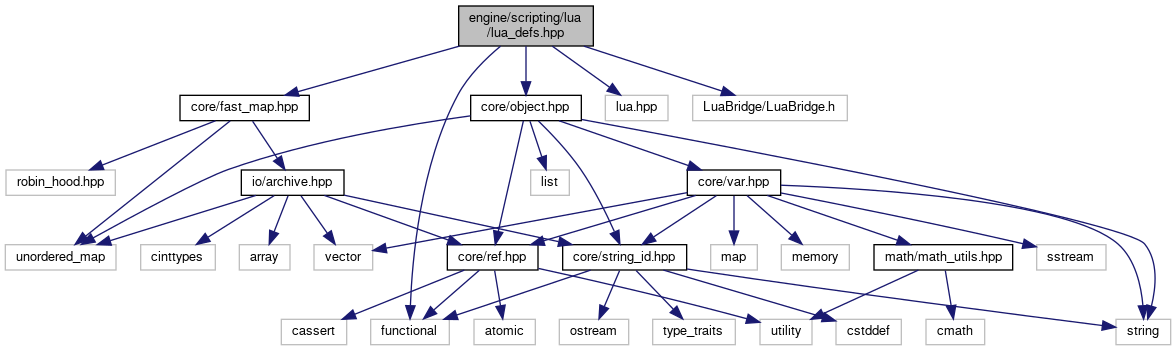 engine/scripting/lua
/lua_defs.hpp
core/fast_map.hpp
core/object.hpp
lua.hpp
LuaBridge/LuaBridge.h
robin_hood.hpp
io/archive.hpp
list
core/var.hpp
unordered_map
cinttypes
array
vector
core/ref.hpp
core/string_id.hpp
map
memory
math/math_utils.hpp
sstream
cassert
functional
atomic
ostream
type_traits
utility
cstddef
cmath
string